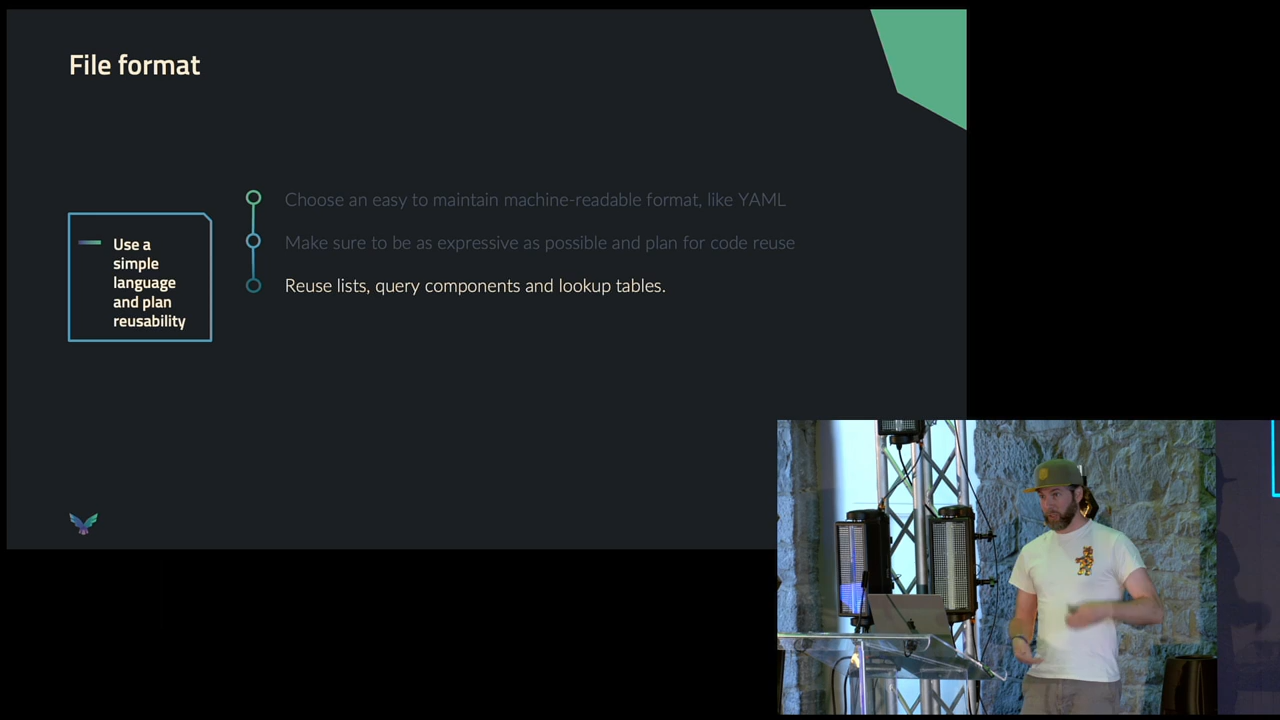 File format
Use a
simple
language
and plan
reusability
Choose an easy to maintain machine-readable format, like YAML
Make sure to be as expressive as possible and plan for code reuse
Reuse lists, query components and lookup tables.